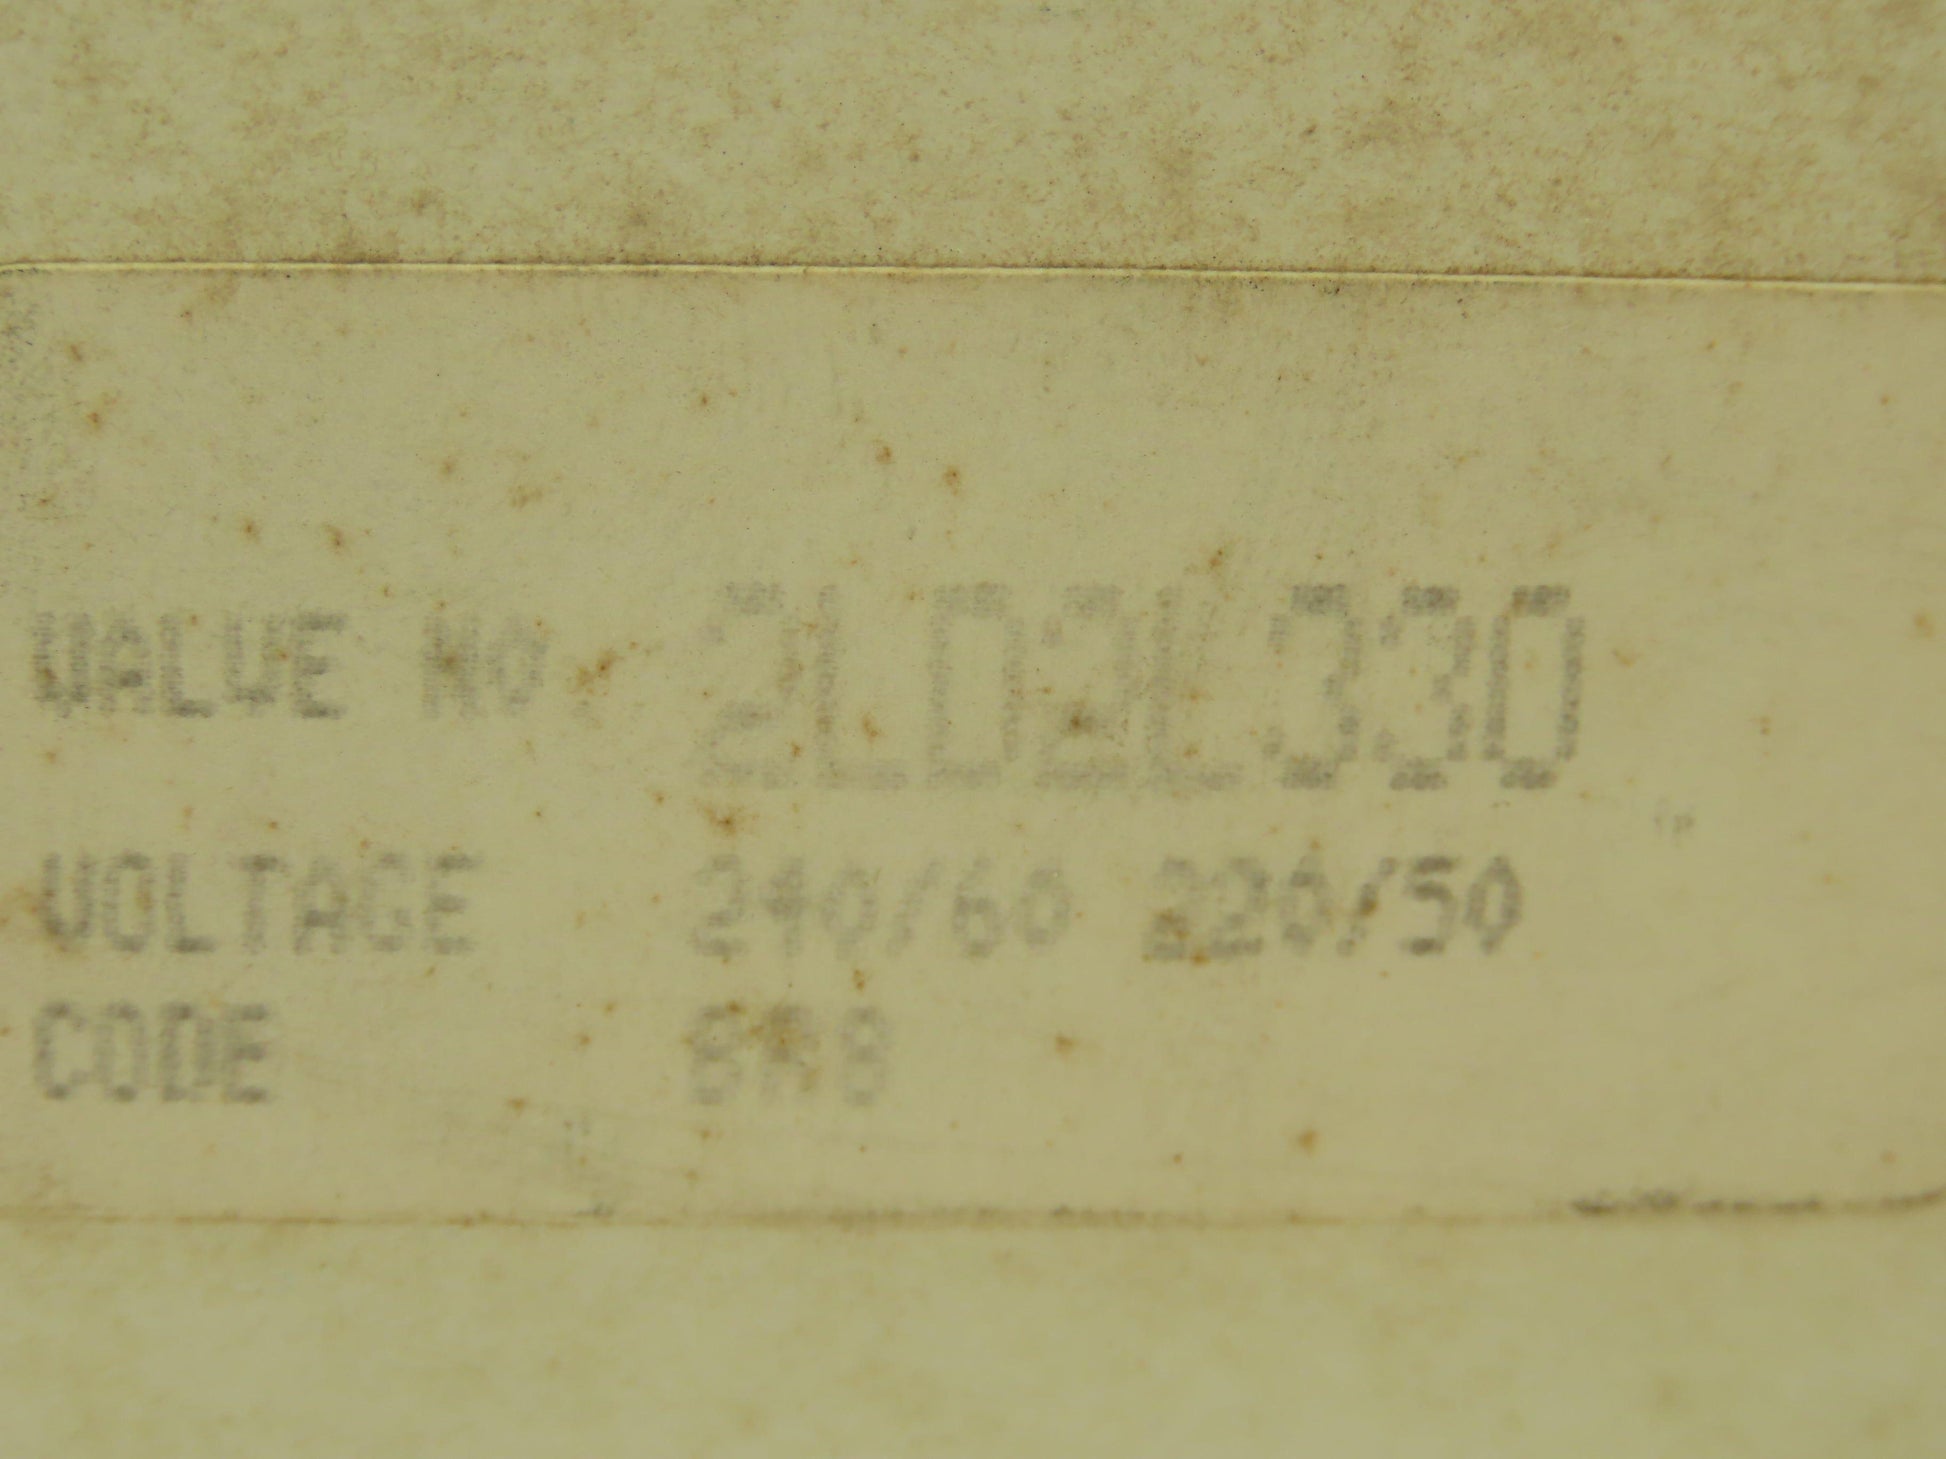 VALVE NO 2LD2L330
VOLTAGE 240/60 220/50
CODE